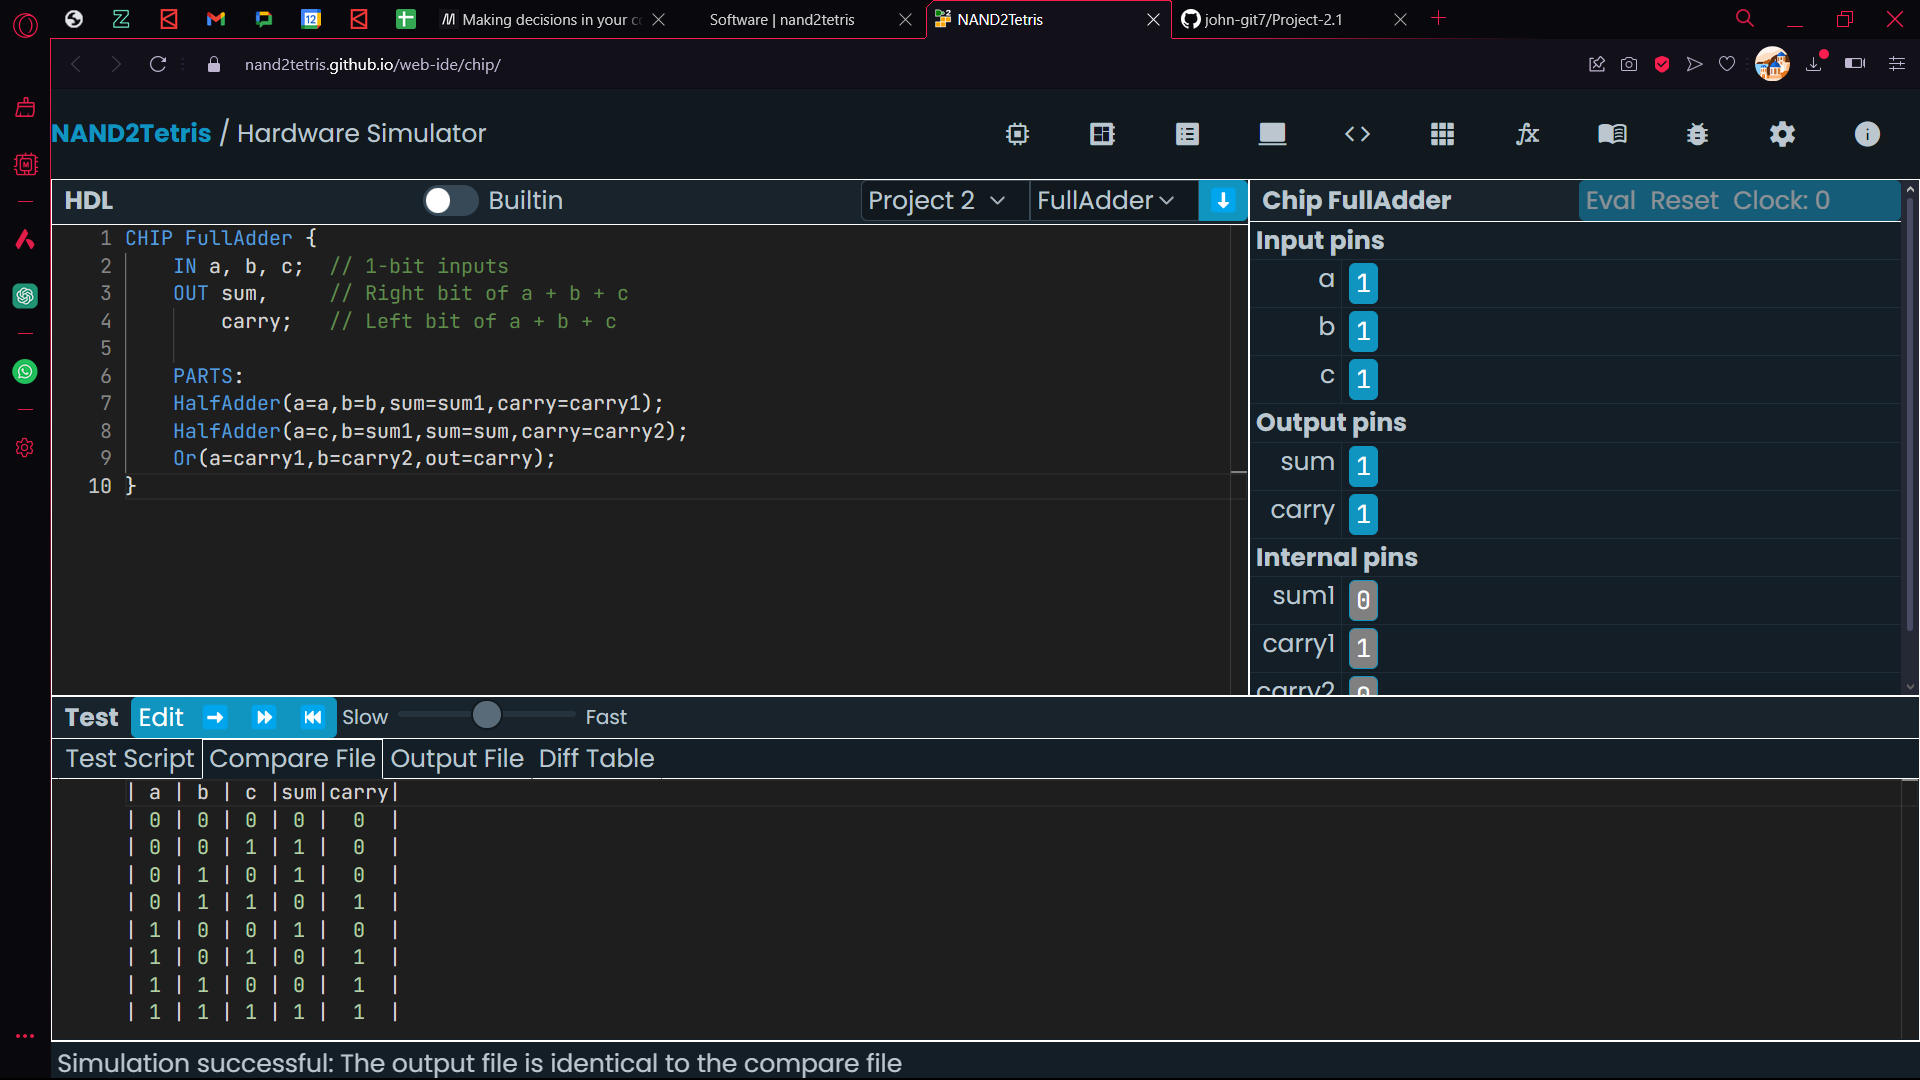 Making decisions in your c
Software | nand2tetris
NAND2Tetris
john-git7/Project-2.1
nand2tetris.github.io/web-ide/chip/
NAND2Tetris / Hardware Simulator
HDL
Builtin
Project 2
FullAdder
1 CHIP FullAdder {
2 IN a, b, c; // 1-bit inputs
3 OUT sum, // Right bit of a + b + c
4 carry; // Left bit of a + b + c
5
6 PARTS:
7 HalfAdder(a=a,b=b,sum=sum1,carry=carry1);
8 HalfAdder(a=c,b=sum1,sum=sum,carry=carry2);
9 Or(a=carry1,b=carry2,out=carry);
10 }
Chip FullAdder
Eval Reset Clock: 0
Input pins
a 1
b 1
c 1
Output pins
sum 1
carry 1
Internal pins
sum1 0
carry1 1
carry2 0
Test Edit Slow Fast
Test Script Compare File Output File Diff Table
| a | b | c |sum|carry|
| 0 | 0 | 0 | 0 | 0 |
| 0 | 0 | 1 | 1 | 0 |
| 0 | 1 | 0 | 1 | 0 |
| 0 | 1 | 1 | 0 | 1 |
| 1 | 0 | 0 | 1 | 0 |
| 1 | 0 | 1 | 0 | 1 |
| 1 | 1 | 0 | 0 | 1 |
| 1 | 1 | 1 | 1 | 1 |
Simulation successful: The output file is identical to the compare file